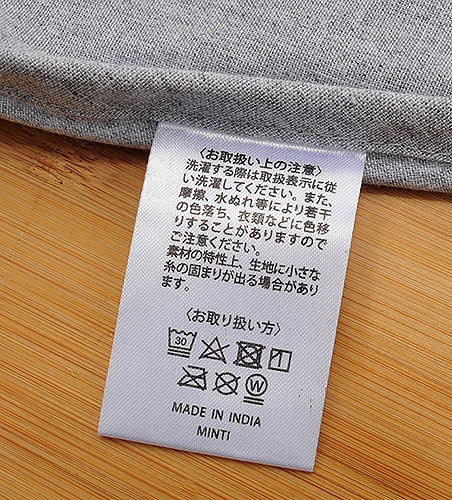 〈お取扱い上の注意〉
洗濯する際は取扱表示に従
い洗濯してください。また、
摩擦、水ぬれ等により若干
の色落ち、衣類などに色移
りすることがありますので
ご注意ください。
素材の特性上、生地に小さな
糸の固まりが出る場合があり
ます。
〈お取り扱い方〉
30
W
MADE IN INDIA
MINTI